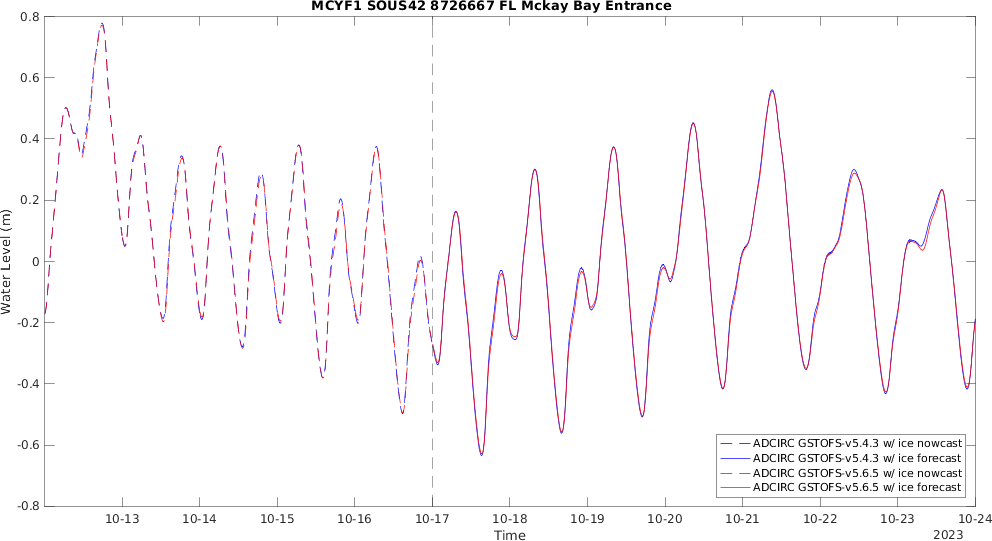 MCYF1 SOUS42 8726667 FL Mckay Bay Entrance
0.8
0.6
0.4
0.2
0
-0.2
-0.4
-0.6
-0.8
Water Level (m)
10-13 10-14 10-15 10-16 10-17 10-18 10-19 10-20 10-21 10-22 10-23 10-24
Time
2023
ADCIRC GSTOFS-v5.4.3 w/ ice nowcast
ADCIRC GSTOFS-v5.4.3 w/ ice forecast
ADCIRC GSTOFS-v5.6.5 w/ ice nowcast
ADCIRC GSTOFS-v5.6.5 w/ ice forecast